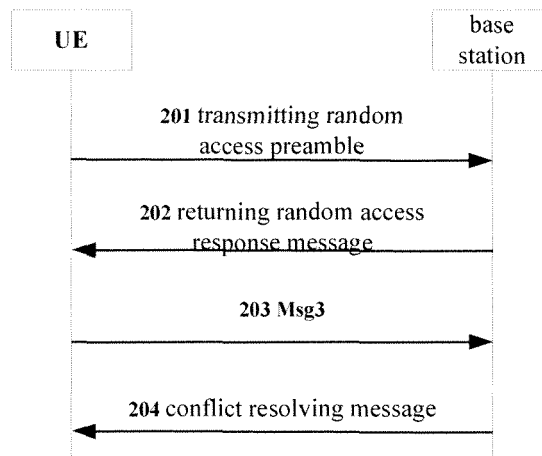 UE
base
station
201 transmitting random
access preamble
202 returning random access
response message
203 Msg3
204 conflict resolving message